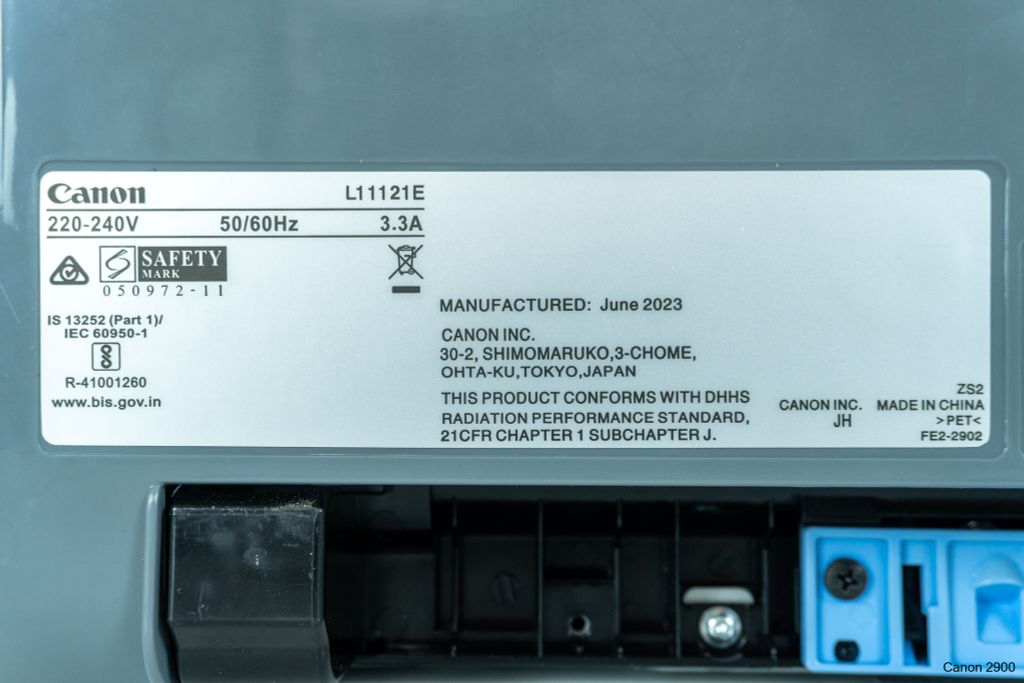 Canon L11121E
220-240V 50/60Hz 3.3A
SAFETY
MARK
050972-11
IS 13252 (Part 1)/
IEC 60950-1
R-41001260
www.bis.gov.in
MANUFACTURED: June 2023
CANON INC.
30-2, SHIMOMARUKO,3-CHOME,
OHTA-KU,TOKYO,JAPAN
THIS PRODUCT CONFORMS WITH DHHS
RADIATION PERFORMANCE STANDARD,
21CFR CHAPTER 1 SUBCHAPTER J.
ZS2
CANON INC. MADE IN CHINA
JH >PET<
FE2-2902
Canon 2900